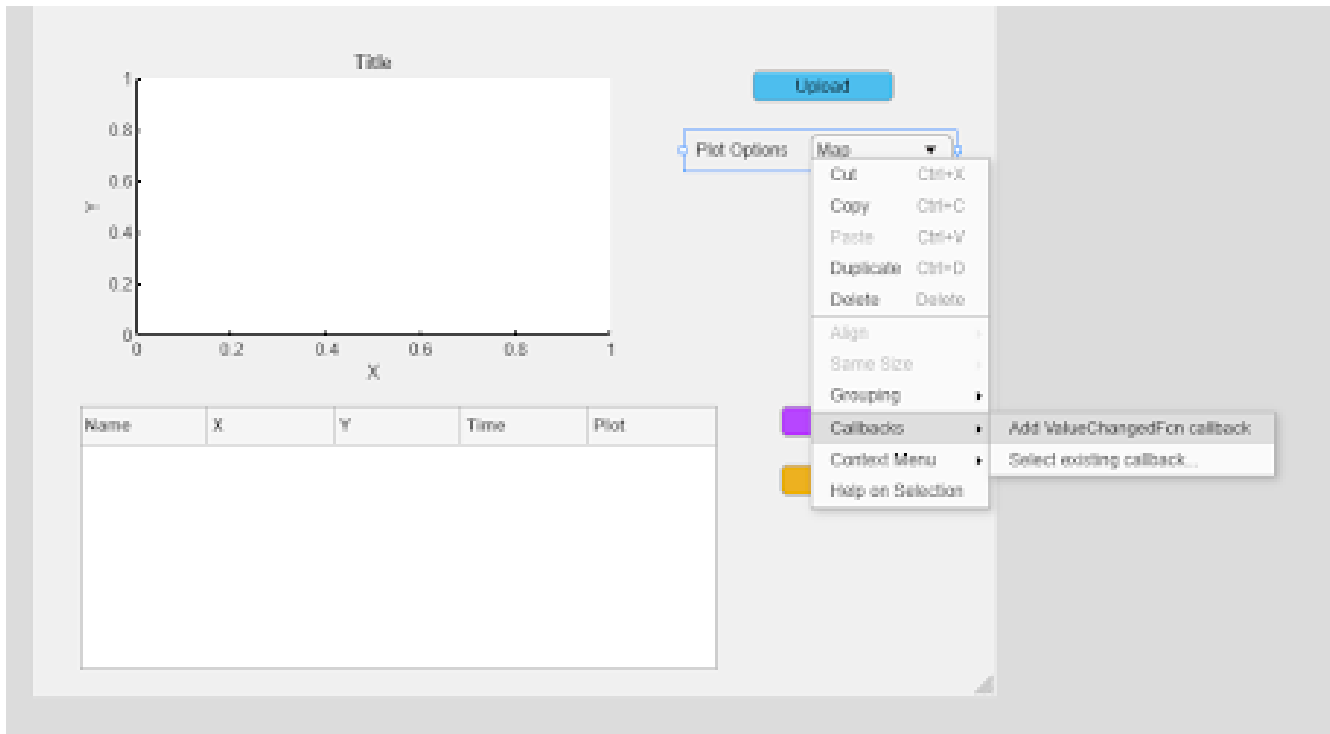 Title
Upload
1
0.8
0.6
0.4
0.2
0
Y
0 0.2 0.4 0.6 0.8 1
X
Plot Options Map
Cut Ctrl+X
Copy Ctrl+C
Paste Ctrl+V
Duplicate Ctrl+D
Delete Delete
Align
Same Size
Grouping
Callbacks
Context Menu
Help on Selection
Add ValueChangedFcn callback
Select existing callback...
Name X Y Time Plot